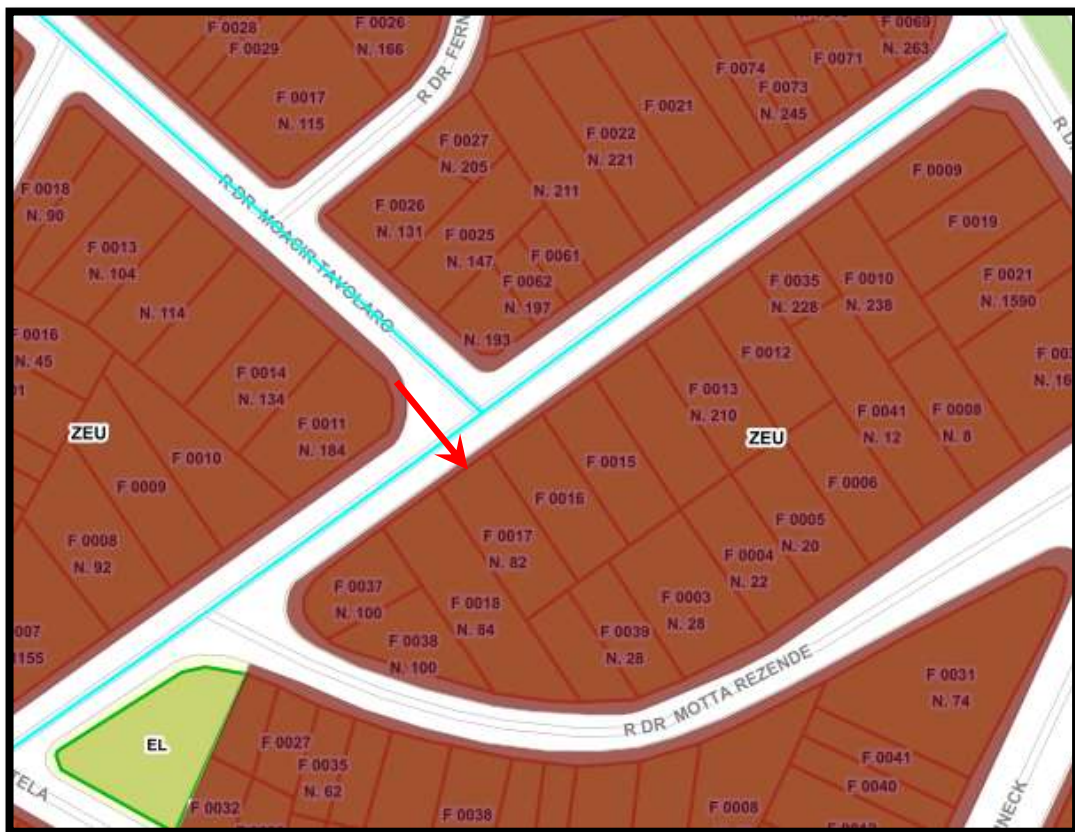 F 0028
F 0029
F 0026
N. 166
F 0017
N. 115
R DR FERN
F 0069
N. 263
F 0071
F 0074
F 0073
N. 245
F 0021
F 0022
N. 221
F 0027
N. 205
N. 211
F 0026
N. 131
F 0025
N. 147
F 0061
F 0062
N. 197
N. 193
R DR MOACIR TAVOLARO
F 0018
N. 90
F 0013
N. 104
N. 114
F 0016
N. 45
F 0014
N. 134
F 0011
N. 184
ZEU
F 0010
F 0009
F 0008
N. 92
F 0009
F 0019
F 0021
N. 1590
F 0035
N. 228
F 0010
N. 238
F 0012
F 0013
N. 210
ZEU
F 0041
N. 12
F 0008
N. 8
F 0015
F 0016
F 0006
F 0005
N. 20
F 0004
N. 22
F 0017
N. 82
F 0003
N. 28
F 0037
N. 100
F 0018
N. 84
F 0038
N. 100
F 0039
N. 28
R DR MOTTA REZENDE
F 0031
N. 74
EL
F 0027
F 0035
N. 62
F 0032
F 0038
F 0008
F 0041
F 0040
TELA
NECK
007
1155